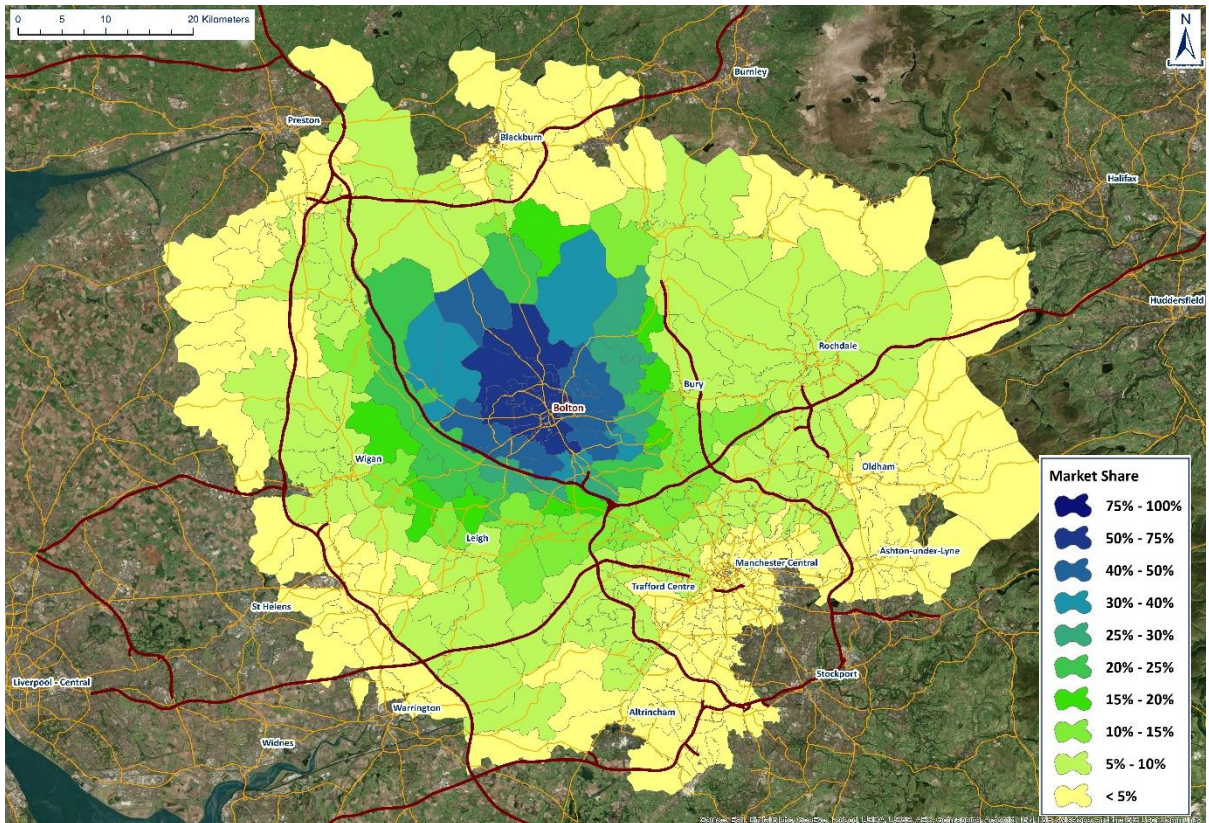 0 5 10 20 Kilometers
N
Burnley
Preston
Blackburn
Halifax
Huddersfield
Rochdale
Bury
Bolton
Wigan
Oldham
Leigh
Ashton-under-Lyne
Manchester Central
Trafford Centre
St Helens
Stockport
Liverpool - Central
Warrington
Altrincham
Widnes
Market Share
75% - 100%
50% - 75%
40% - 50%
30% - 40%
25% - 30%
20% - 25%
15% - 20%
10% - 15%
5% - 10%
< 5%